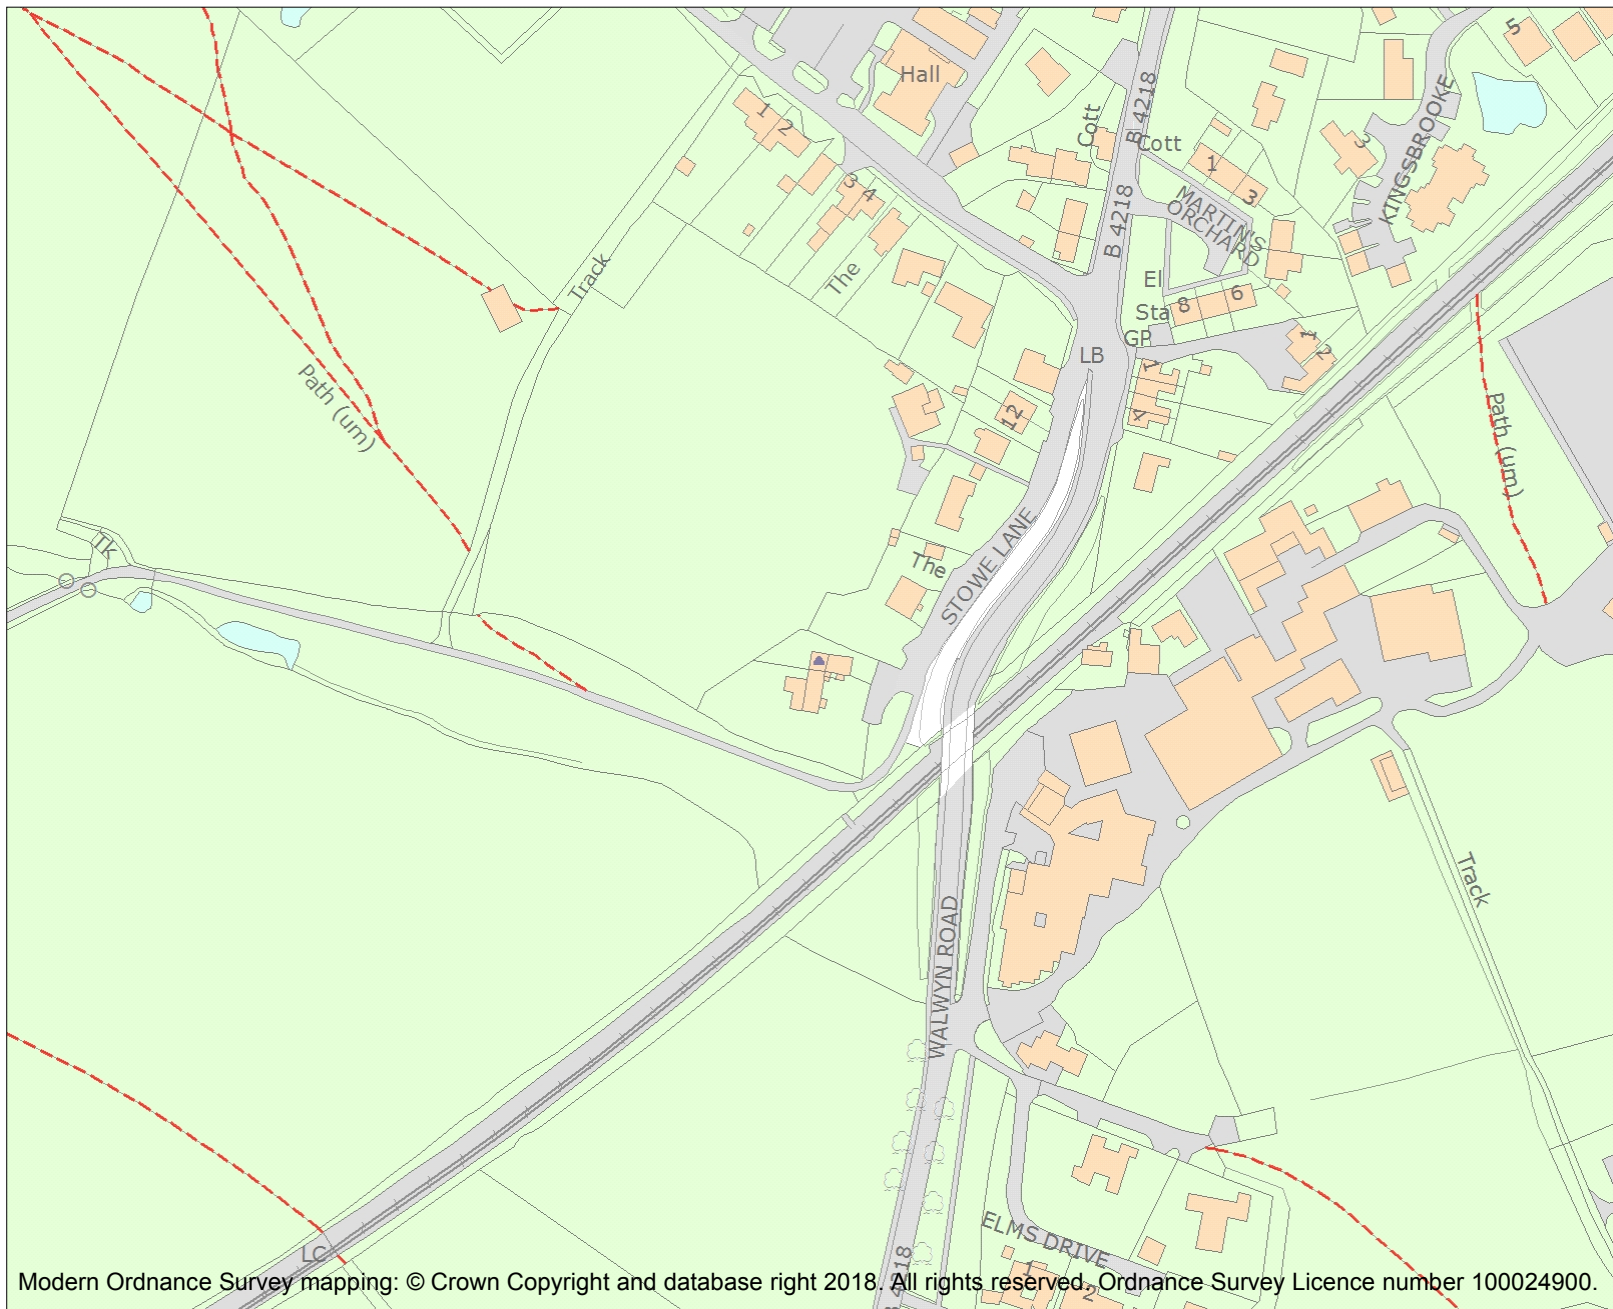 5
Hall
1
2
Cott
B 4218
Cott
KINGSBROOKE
3
1
3
3
4
MARTIN'S
ORCHARD
B 4218
Track
The
El
Sta
8
6
GP
LB
1
2
1
4
12
Path (um)
Path (um)
Tk
The
STOWE LANE
Track
WALWYN ROAD
ELMS DRIVE
LC
B 4218
1
2
Modern Ordnance Survey mapping: © Crown Copyright and database right 2018. All rights reserved. Ordnance Survey Licence number 100024900.